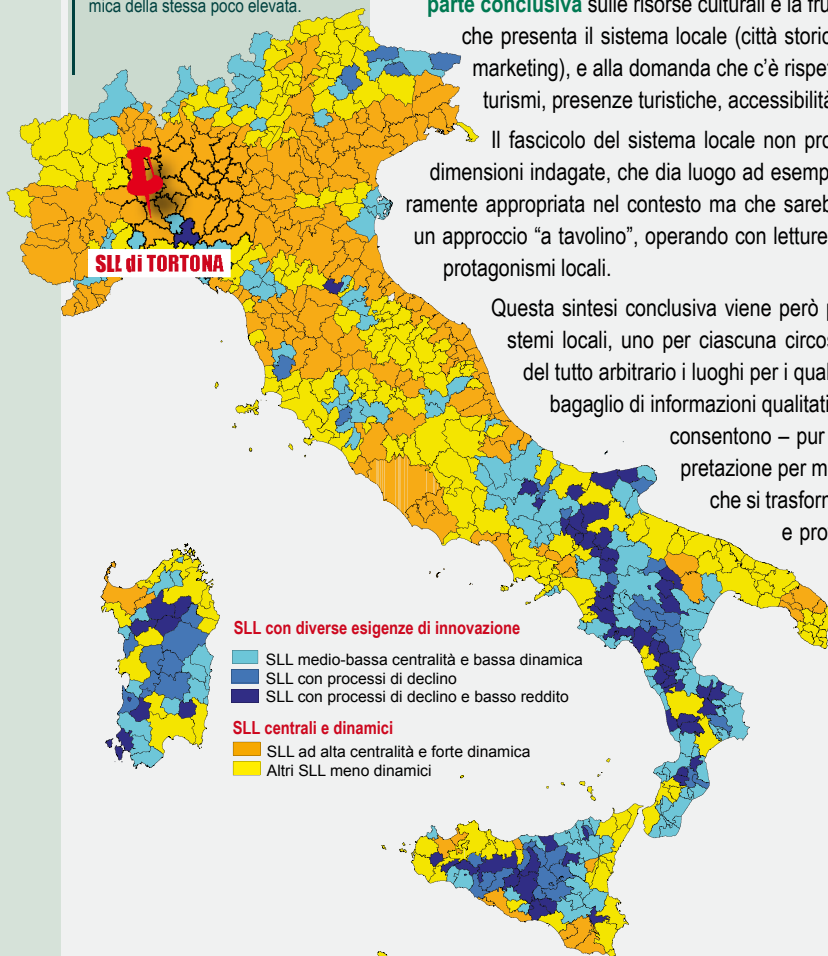 mica della stessa poco elevata.
parte conclusiva sulle risorse culturali e la fru
che presenta il sistema locale (città storic
marketing), e alla domanda che c'è rispe
turismi, presenze turistiche, accessibilità
Il fascicolo del sistema locale non pro
dimensioni indagate, che dia luogo ad esemp
ramente appropriata nel contesto ma che sareb
un approccio "a tavolino", operando con letture
protagonismi locali.
Questa sintesi conclusiva viene però p
stemi locali, uno per ciascuna circos
del tutto arbitrario i luoghi per i qual
bagaglio di informazioni qualitati
consentono – pur
pretazione per m
che si trasform
e pro
SLL di TORTONA
SLL con diverse esigenze di innovazione
SLL medio-bassa centralità e bassa dinamica
SLL con processi di declino
SLL con processi di declino e basso reddito
SLL centrali e dinamici
SLL ad alta centralità e forte dinamica
Altri SLL meno dinamici